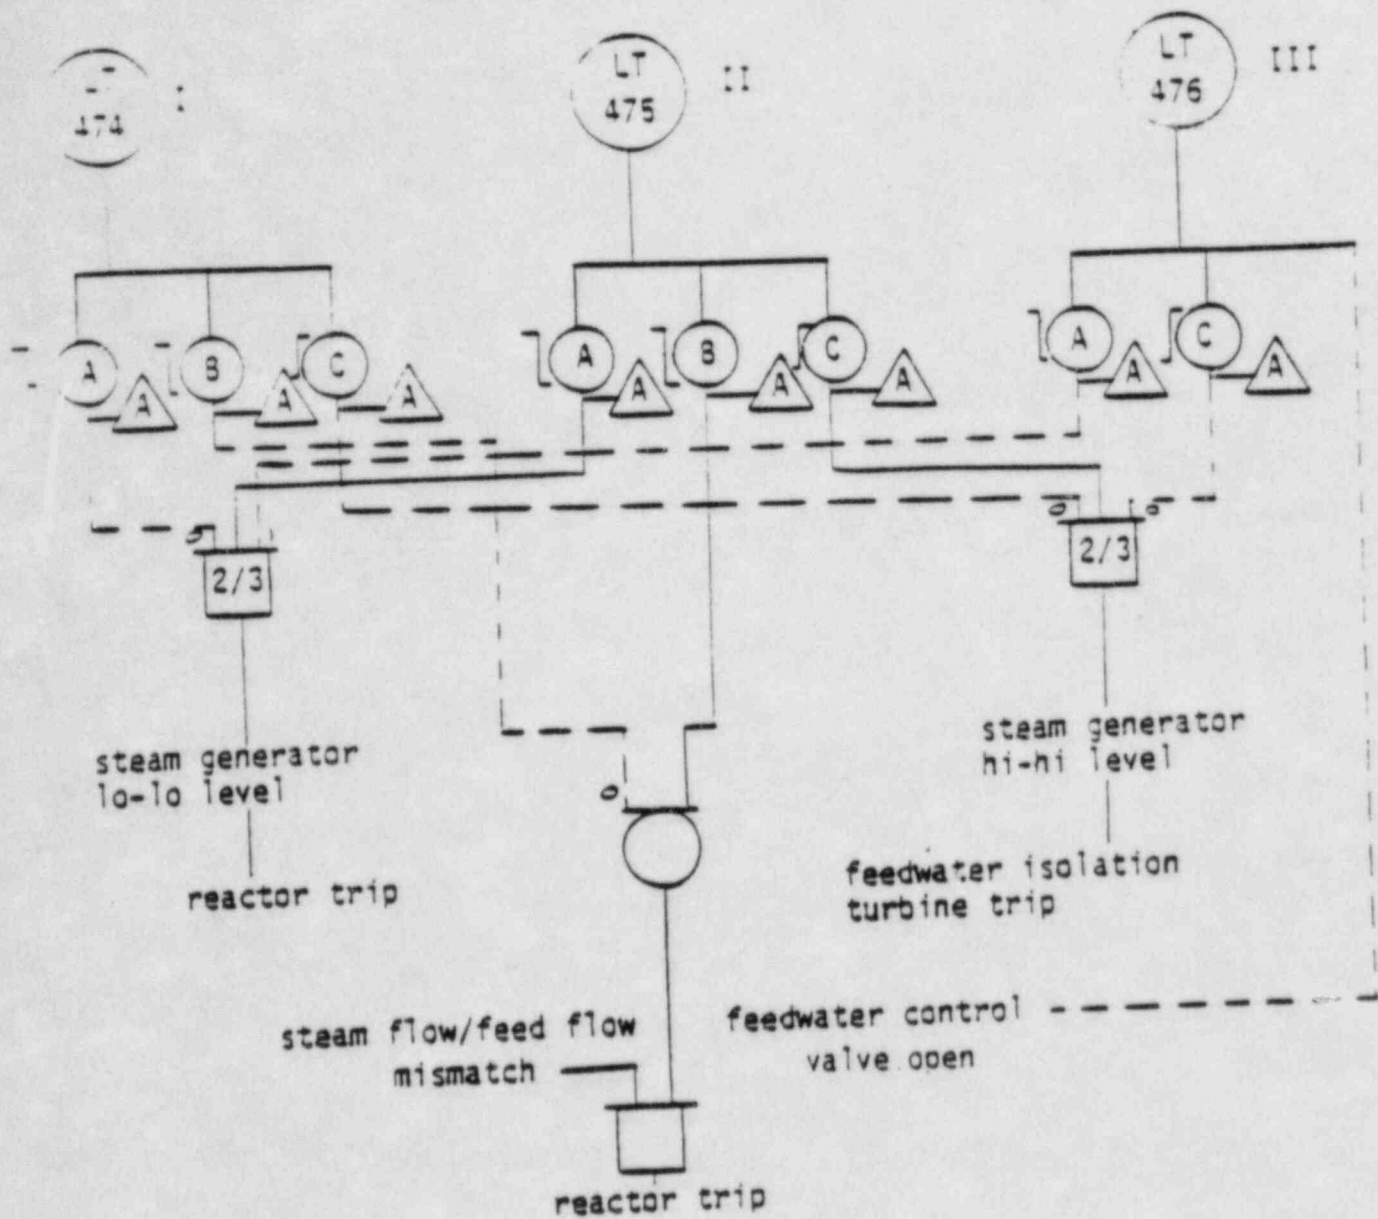 474
I
LT
475
II
LT
476
III
A
B
C
A
B
C
A
C
A
A
A
A
A
A
A
A
2/3
2/3
steam generator
lo-lo level
reactor trip
steam generator
hi-hi level
feedwater isolation
turbine trip
steam flow/feed flow
mismatch
feedwater control
valve open
reactor trip